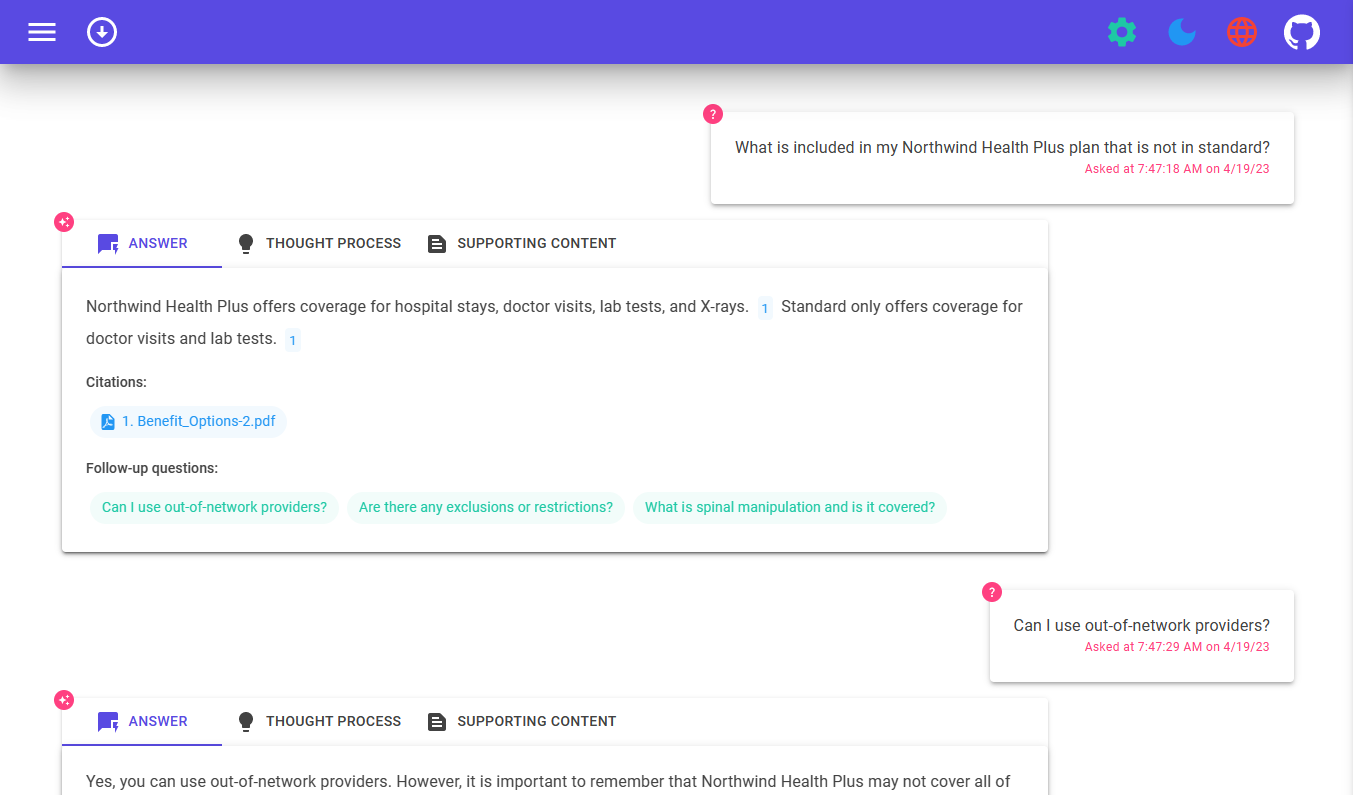 ?
What is included in my Northwind Health Plus plan that is not in standard?
Asked at 7:47:18 AM on 4/19/23
ANSWER THOUGHT PROCESS SUPPORTING CONTENT
Northwind Health Plus offers coverage for hospital stays, doctor visits, lab tests, and X-rays. 1 Standard only offers coverage for
doctor visits and lab tests. 1
Citations:
1. Benefit_Options-2.pdf
Follow-up questions:
Can I use out-of-network providers? Are there any exclusions or restrictions? What is spinal manipulation and is it covered?
?
Can I use out-of-network providers?
Asked at 7:47:29 AM on 4/19/23
ANSWER THOUGHT PROCESS SUPPORTING CONTENT
Yes, you can use out-of-network providers. However, it is important to remember that Northwind Health Plus may not cover all of